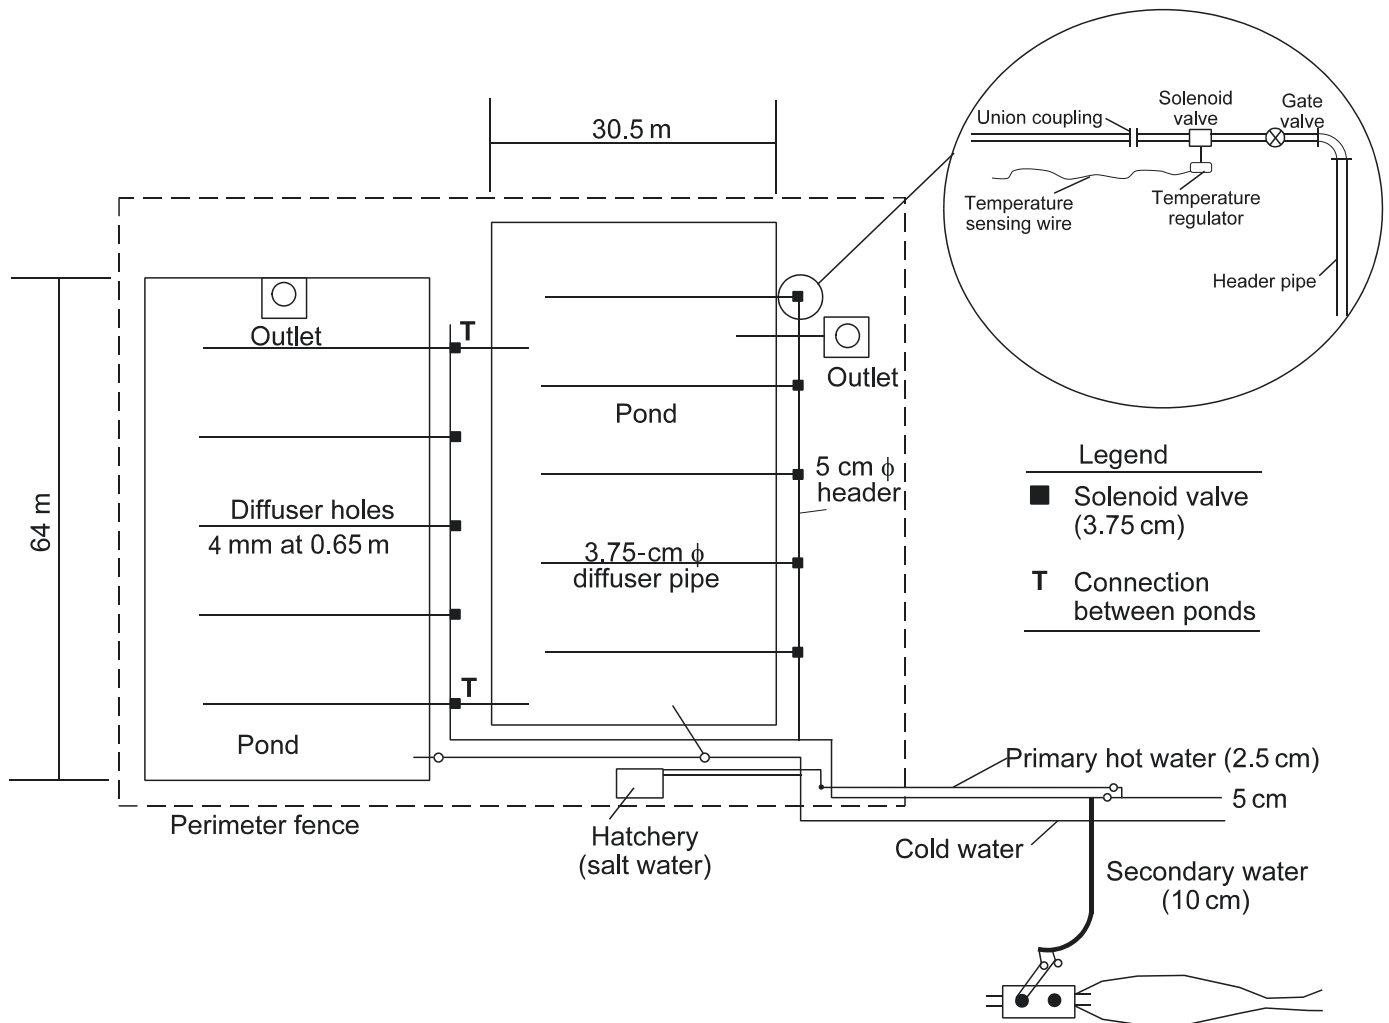 30.5 m
64 m
Outlet
T
Diffuser holes
4 mm at 0.65 m
T
Pond
Perimeter fence
Pond
3.75-cm ϕ
diffuser pipe
5 cm ϕ
header
Outlet
Hatchery
(salt water)
Union coupling
Solenoid
valve
Gate
valve
Temperature
sensing wire
Temperature
regulator
Header pipe
Legend
Solenoid valve
(3.75 cm)
T Connection
between ponds
Primary hot water (2.5 cm)
5 cm
Cold water
Secondary water
(10 cm)